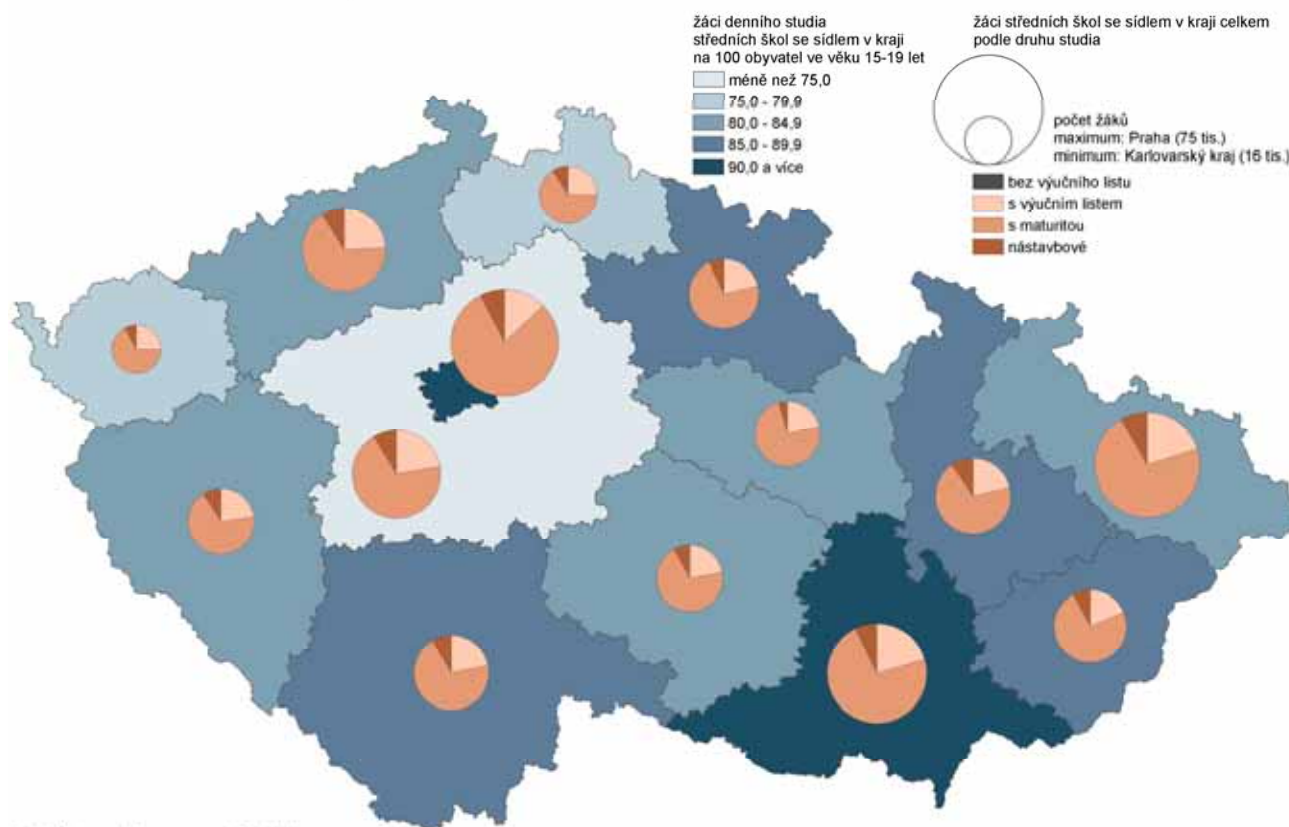 žáci denního studia
středních škol se sídlem v kraji
na 100 obyvatel ve věku 15-19 let
méně než 75,0
75,0 - 79,9
80,0 - 84,9
85,0 - 89,9
90,0 a více
žáci středních škol se sídlem v kraji celkem
podle druhu studia
počet žáků
maximum: Praha (75 tis.)
minimum: Karlovarský kraj (16 tis.)
bez výučního listu
s výučním listem
s maturitou
nástavbové